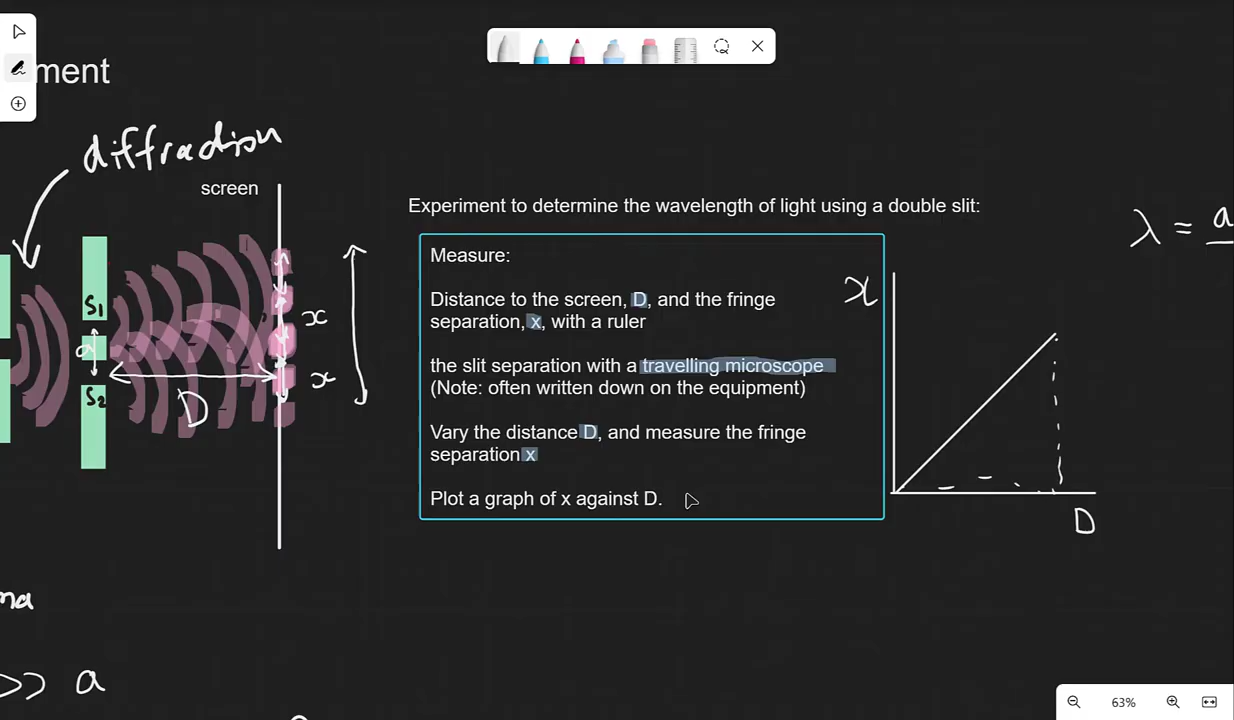 ment
diffraction
screen
Experiment to determine the wavelength of light using a double slit:
λ = a
Measure:
Distance to the screen, D, and the fringe
separation, x, with a ruler
the slit separation with a travelling microscope
(Note: often written down on the equipment)
Vary the distance D, and measure the fringe
separation x
Plot a graph of x against D.
S1
a
S2
D
x
x
x
D
ma
>> a
63%